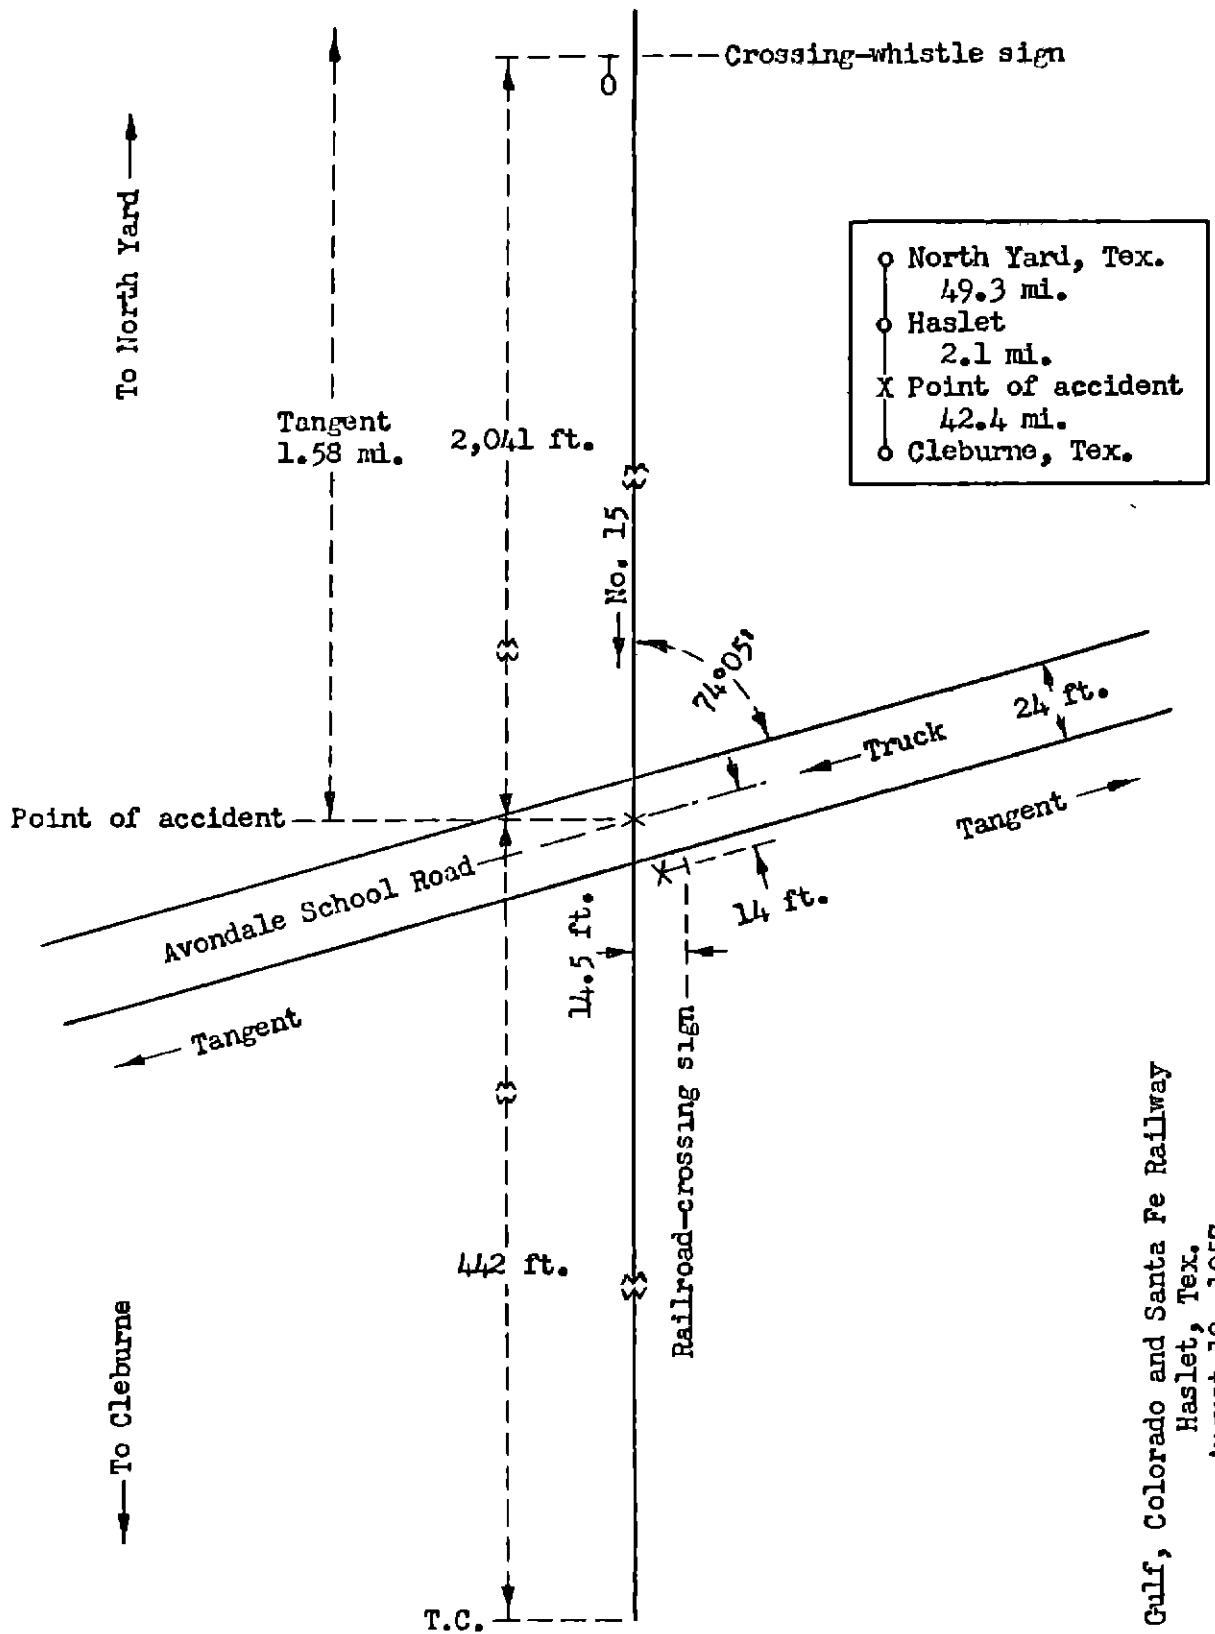 Crossing-whistle sign
To North Yard
North Yard, Tex.
49.3 mi.
Haslet
2.1 mi.
X Point of accident
42.4 mi.
Cleburne, Tex.
Tangent
1.58 mi.
2,041 ft.
No. 15
74°05'
24 ft.
Truck
Tangent
Point of accident
Avondale School Road
14 ft.
14.5 ft.
Tangent
Railroad-crossing sign
442 ft.
To Cleburne
T.C.
Gulf, Colorado and Santa Fe Railway
Haslet, Tex.